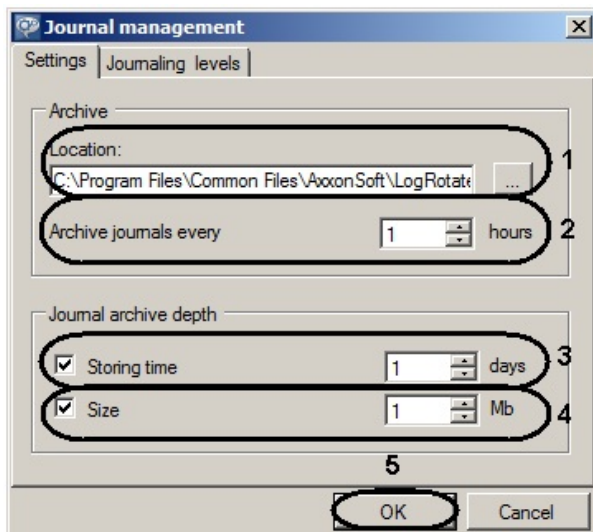 Journal management
Settings Journaling levels
Archive
Location:
1
C:\Program Files\Common Files\AxxonSoft\LogRotate ...
Archive journals every 1 hours 2
Journal archive depth
Storing time 1 days 3
Size 1 Mb 4
5
OK Cancel